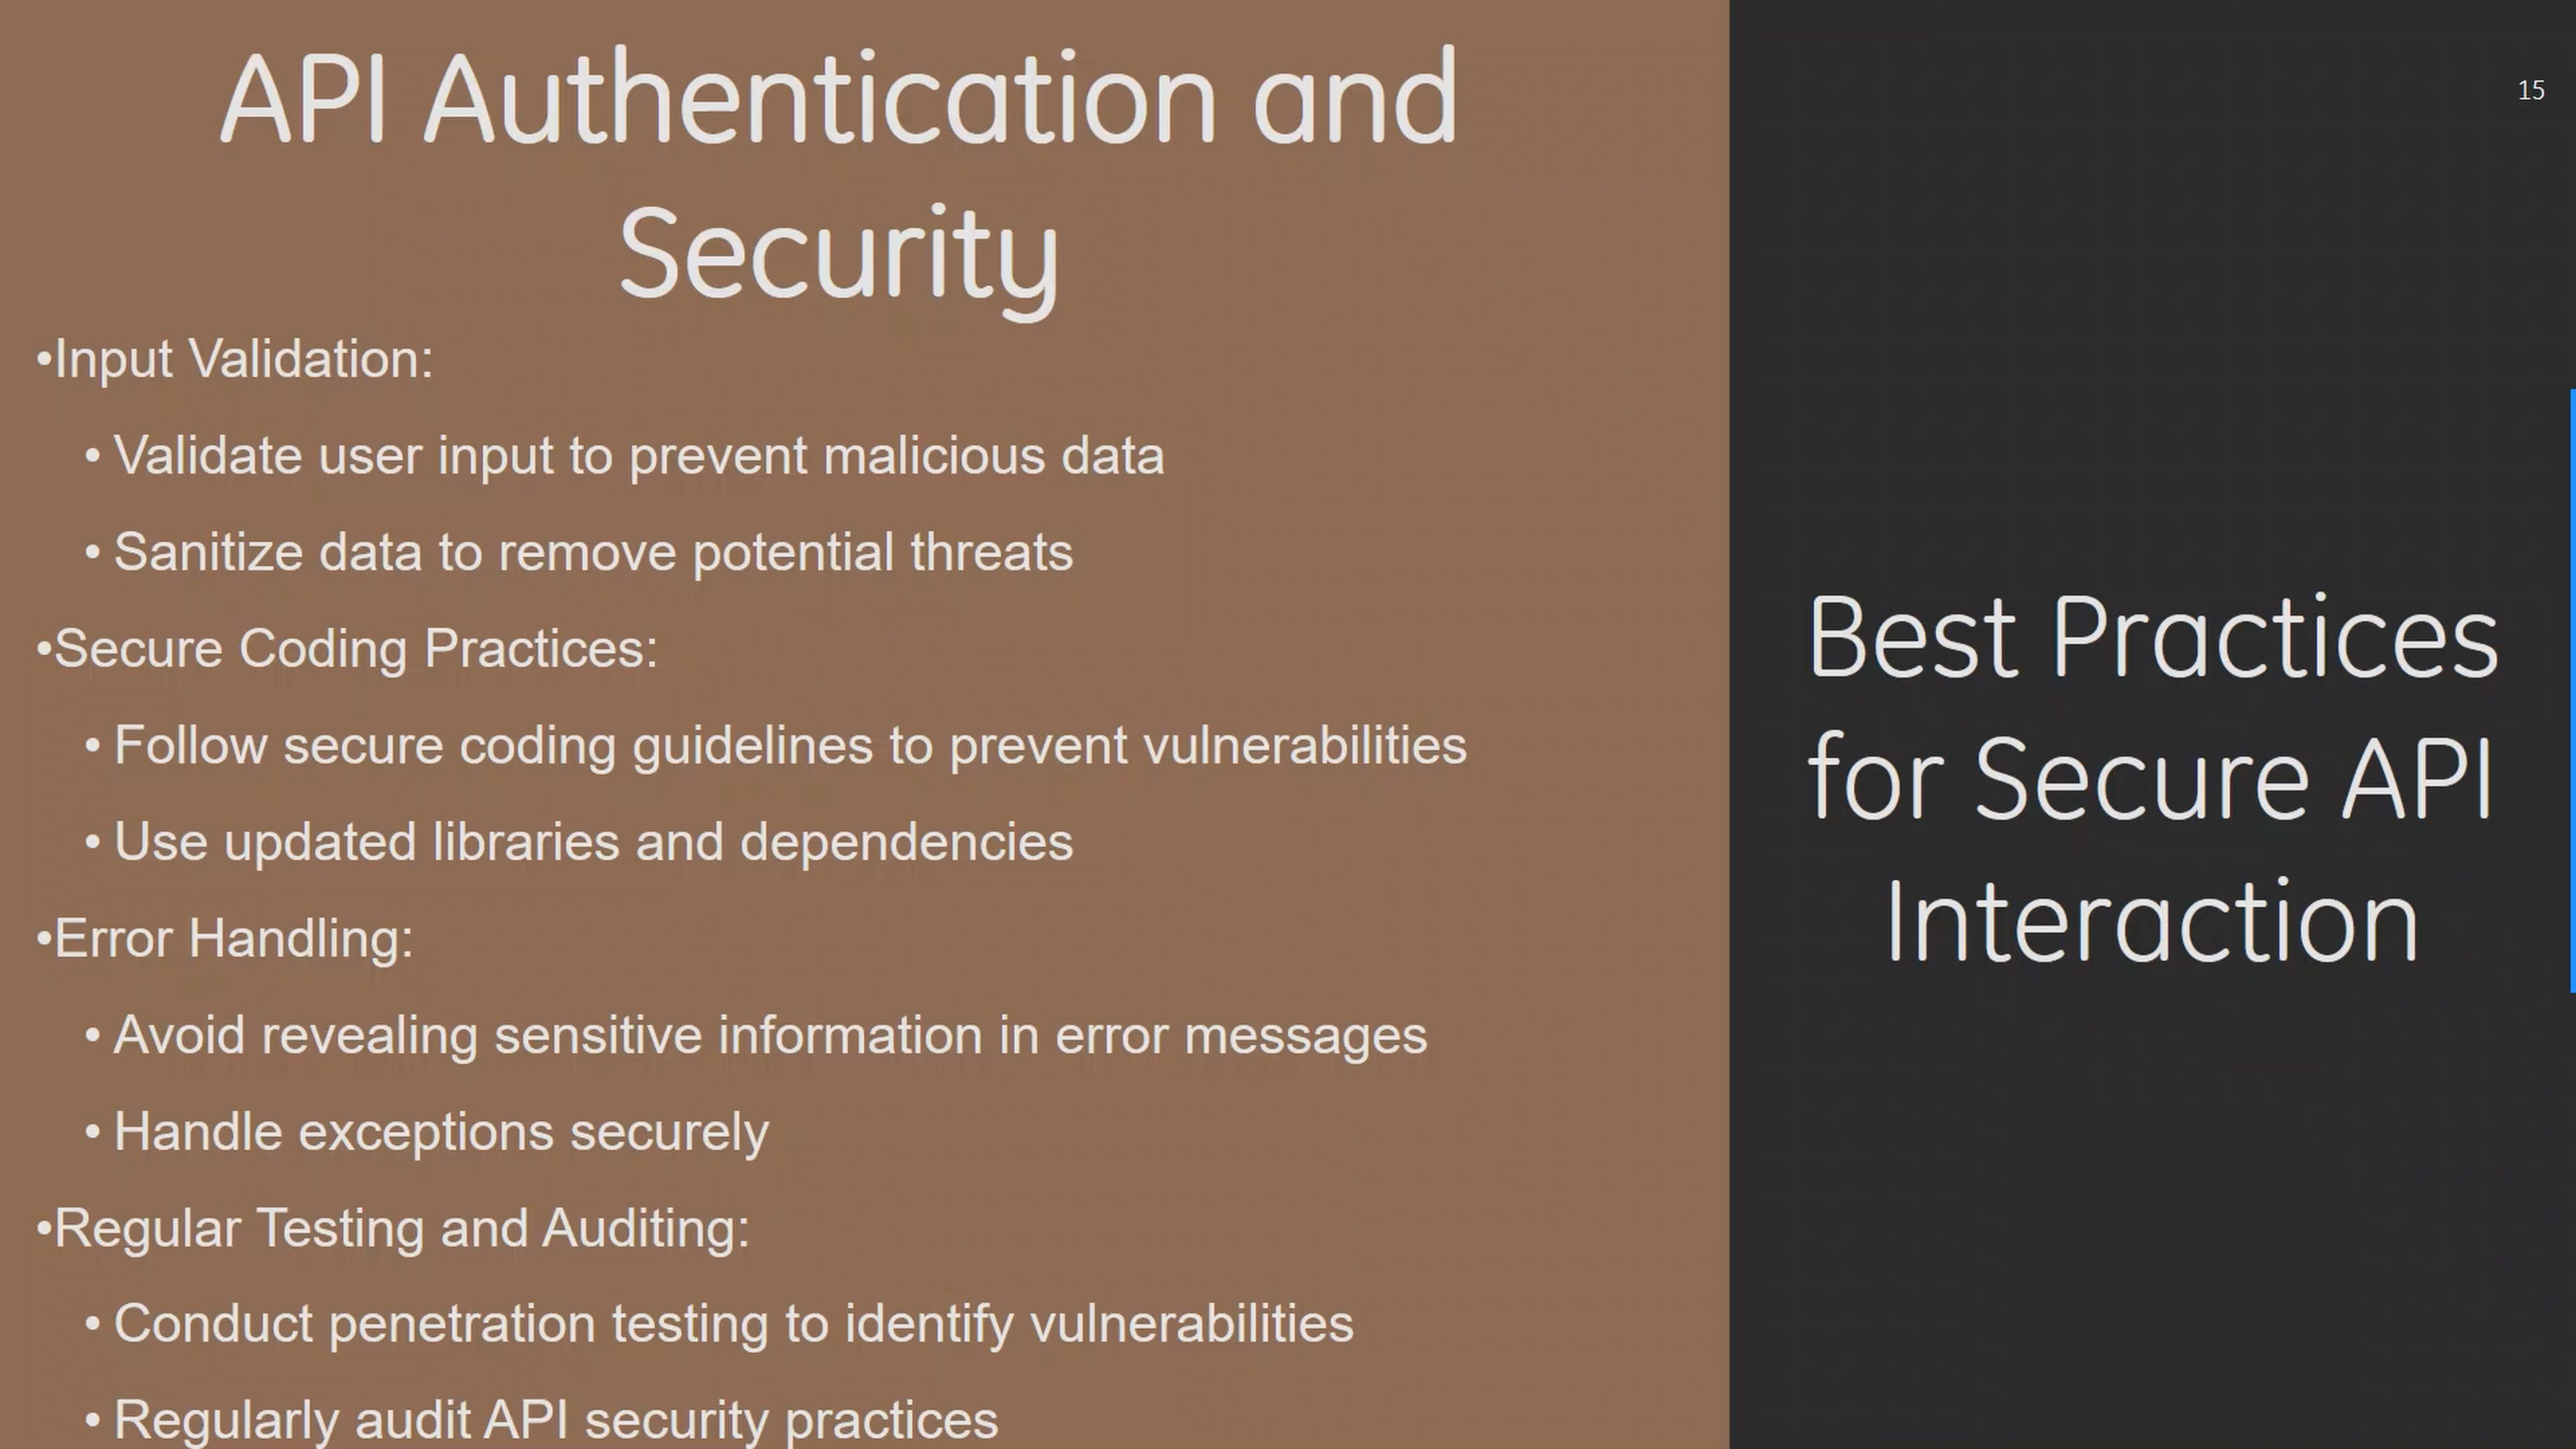 API Authentication and
Security
•Input Validation:
• Validate user input to prevent malicious data
• Sanitize data to remove potential threats
•Secure Coding Practices:
• Follow secure coding guidelines to prevent vulnerabilities
• Use updated libraries and dependencies
•Error Handling:
• Avoid revealing sensitive information in error messages
• Handle exceptions securely
•Regular Testing and Auditing:
• Conduct penetration testing to identify vulnerabilities
• Regularly audit API security practices
15
Best Practices
for Secure API
Interaction